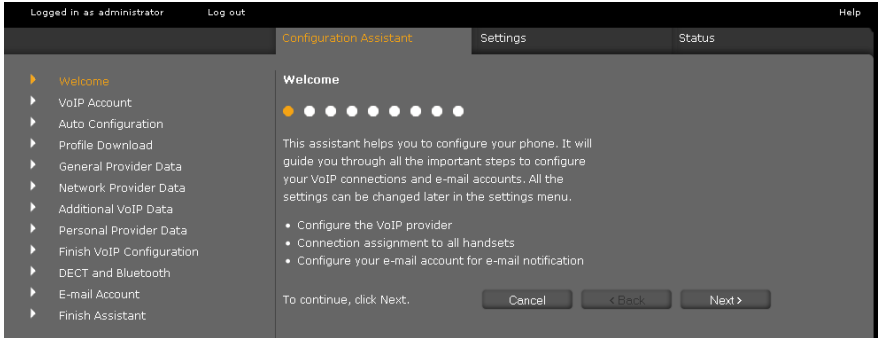 Logged in as administrator Log out Help
Configuration Assistant Settings Status
Welcome
VoIP Account
Auto Configuration
Profile Download
General Provider Data
Network Provider Data
Additional VoIP Data
Personal Provider Data
Finish VoIP Configuration
DECT and Bluetooth
E-mail Account
Finish Assistant
Welcome
This assistant helps you to configure your phone. It will
guide you through all the important steps to configure
your VoIP connections and e-mail accounts. All the
settings can be changed later in the settings menu.
• Configure the VoIP provider
• Connection assignment to all handsets
• Configure your e-mail account for e-mail notification
To continue, click Next. Cancel < Back Next >